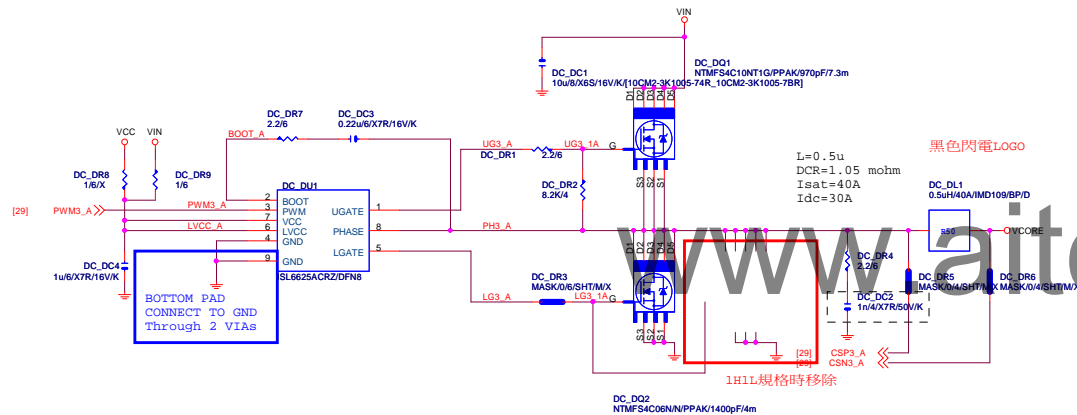 VIN
DC_DC1
10u/8/X6S/16V/K/[10CM2-3K1005-74R_10CM2-3K1005-7BR]
DC_DQ1
NTMFS4C10NT1G/PPAK/970pF/7.3m
D1
D2
D3
D4
D5
G
S3
S2
S1
DC_DR7
2.2/6
DC_DC3
0.22u/6/X7R/16V/K
BOOT_A
VCC
VIN
DC_DR8
1/6/X
DC_DR9
1/6
UG3_A
DC_DR1
2.2/6
UG3_1A
DC_DR2
8.2K/4
L=0.5u
DCR=1.05 mohm
Isat=40A
Idc=30A
黑色閃電LOGO
DC_DL1
0.5uH/40A/IMD109/BP/D
R50
VCORE
DC_DU1
[29]
PWM3_A
PWM3_A
LVCC_A
2
3
7
6
4
9
BOOT
PWM
VCC
LVCC
GND
GND
UGATE
PHASE
LGATE
1
8
5
SL6625ACRZ/DFN8
PH3_A
DC_DC4
1u/6/X7R/16V/K
BOTTOM PAD
CONNECT TO GND
Through 2 VIAs
LG3_A
DC_DR3
MASK/0/6/SHT/M/X
LG3_1A
D1
D2
D3
D4
D5
G
S3
S2
S1
DC_DR4
2.2/6
DC_DC2
1n/4/X7R/50V/K
DC_DR5
MASK/0/4/SHT/M/X
DC_DR6
MASK/0/4/SHT/M/X
[29]
CSP3_A
[29]
CSN3_A
1H1L規格時移除
DC_DQ2
NTMFS4C06N/N/PPAK/1400pF/4m
www.aite